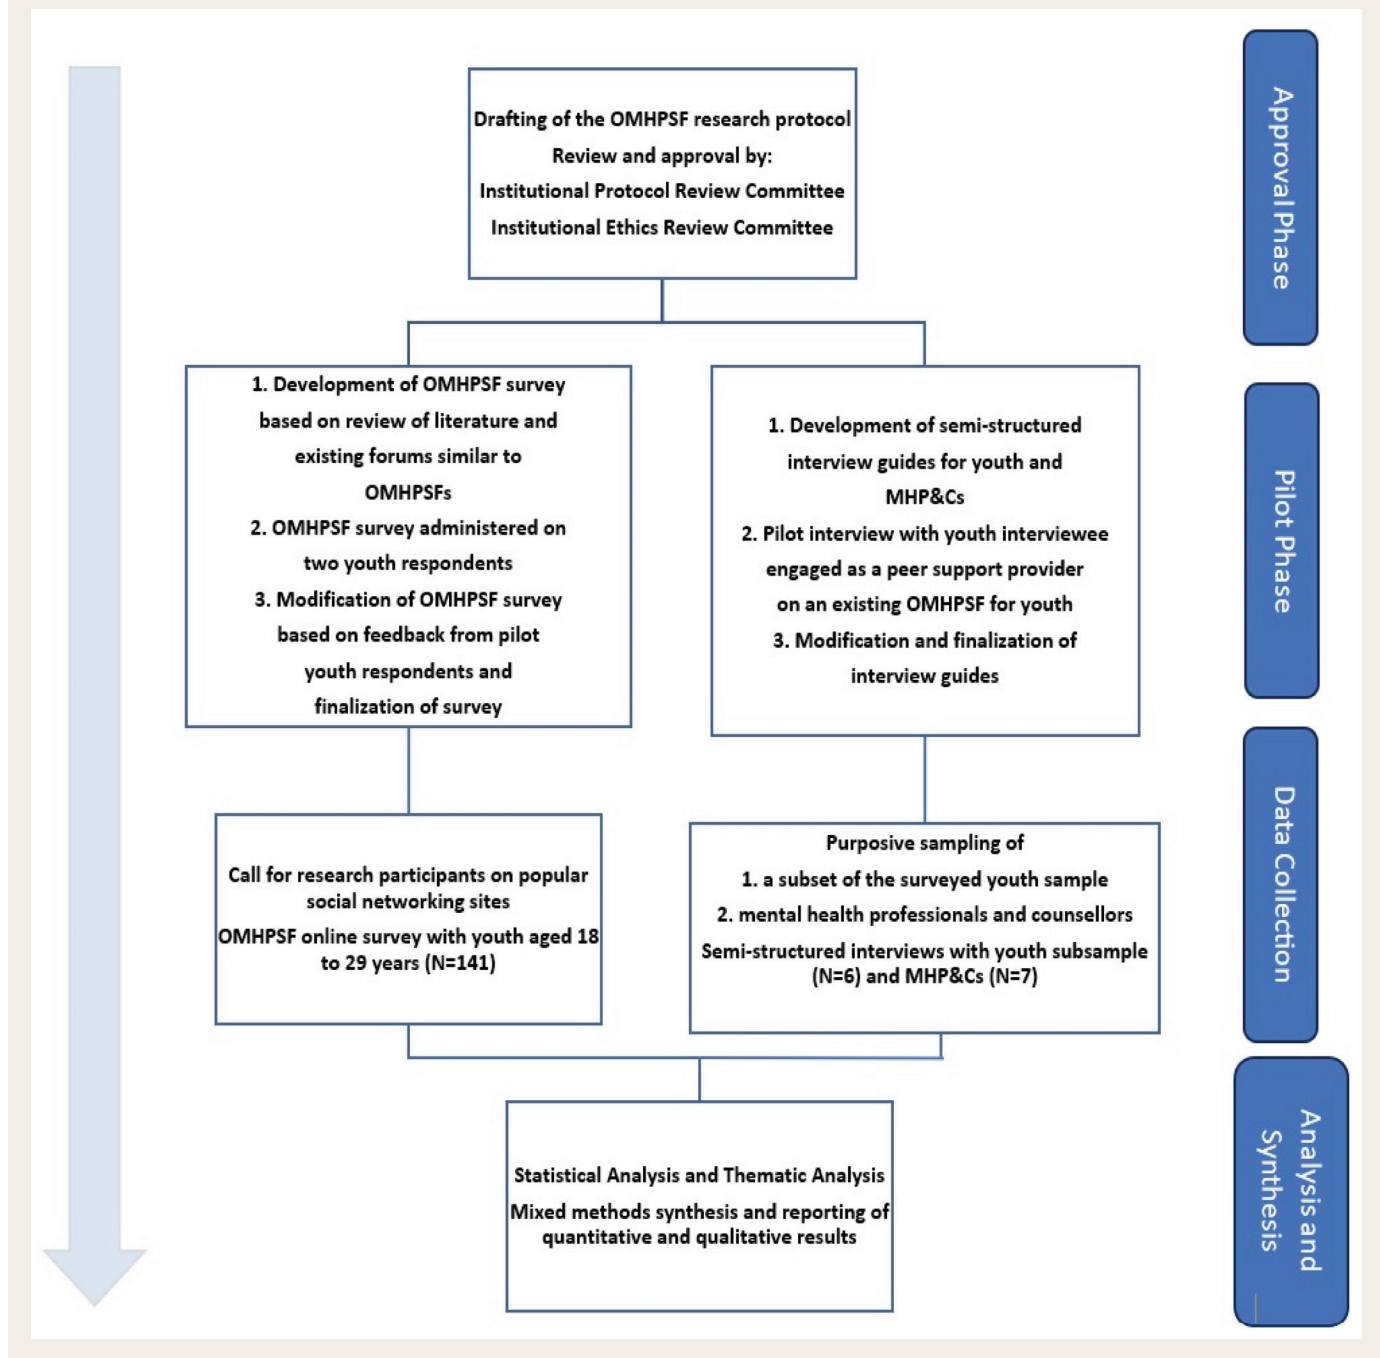 Drafting of the OMHPSF research protocol
Review and approval by:
Institutional Protocol Review Committee
Institutional Ethics Review Committee
Approval Phase
1. Development of OMHPSF survey
based on review of literature and
existing forums similar to
OMHPSFs
2. OMHPSF survey administered on
two youth respondents
3. Modification of OMHPSF survey
based on feedback from pilot
youth respondents and
finalization of survey
1. Development of semi-structured
interview guides for youth and
MHP&Cs
2. Pilot interview with youth interviewee
engaged as a peer support provider
on an existing OMHPSF for youth
3. Modification and finalization of
interview guides
Pilot Phase
Call for research participants on popular
social networking sites
OMHPSF online survey with youth aged 18
to 29 years (N=141)
Purposive sampling of
1. a subset of the surveyed youth sample
2. mental health professionals and counsellors
Semi-structured interviews with youth subsample
(N=6) and MHP&Cs (N=7)
Data Collection
Statistical Analysis and Thematic Analysis
Mixed methods synthesis and reporting of
quantitative and qualitative results
Analysis and
Synthesis